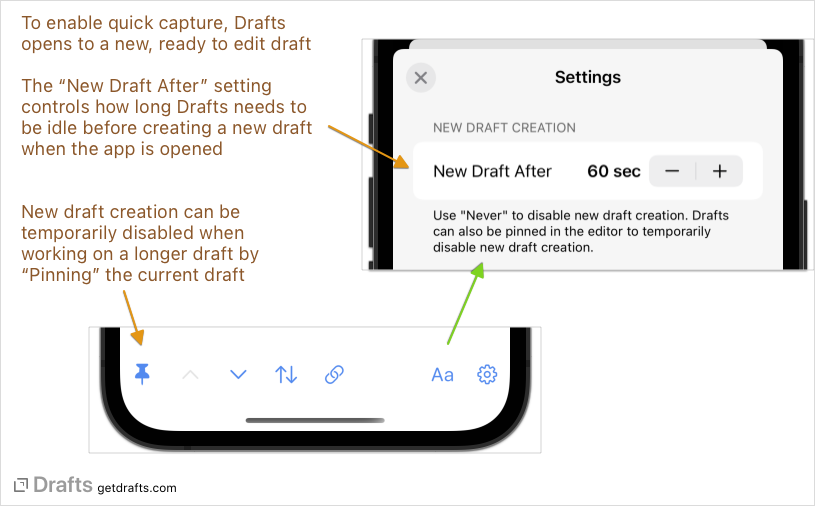 To enable quick capture, Drafts
opens to a new, ready to edit draft
The “New Draft After” setting
controls how long Drafts needs to
be idle before creating a new draft
when the app is opened
New draft creation can be
temporarily disabled when
working on a longer draft by
“Pinning” the current draft
Settings
NEW DRAFT CREATION
New Draft After 60 sec
Use "Never" to disable new draft creation. Drafts
can also be pinned in the editor to temporarily
disable new draft creation.
Aa
Drafts getdrafts.com